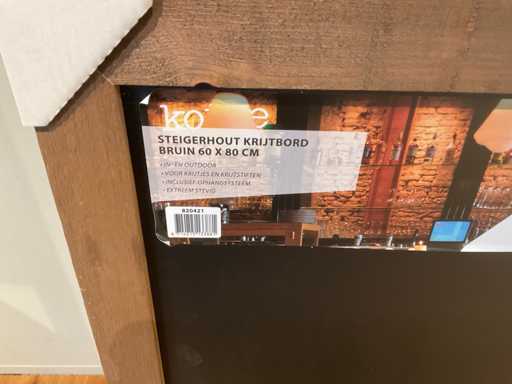 STEIGERHOUT KRIJTBORD
BRUIN 60 X 80 CM
• IN- EN OUTDOOR
• VOOR KRIJTJES EN KRIJTSTIFTEN
• INCLUSIEF OPHANGSYSTEEM
• EXTREEM STEVIG
820421